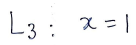 L₃ : x = 1